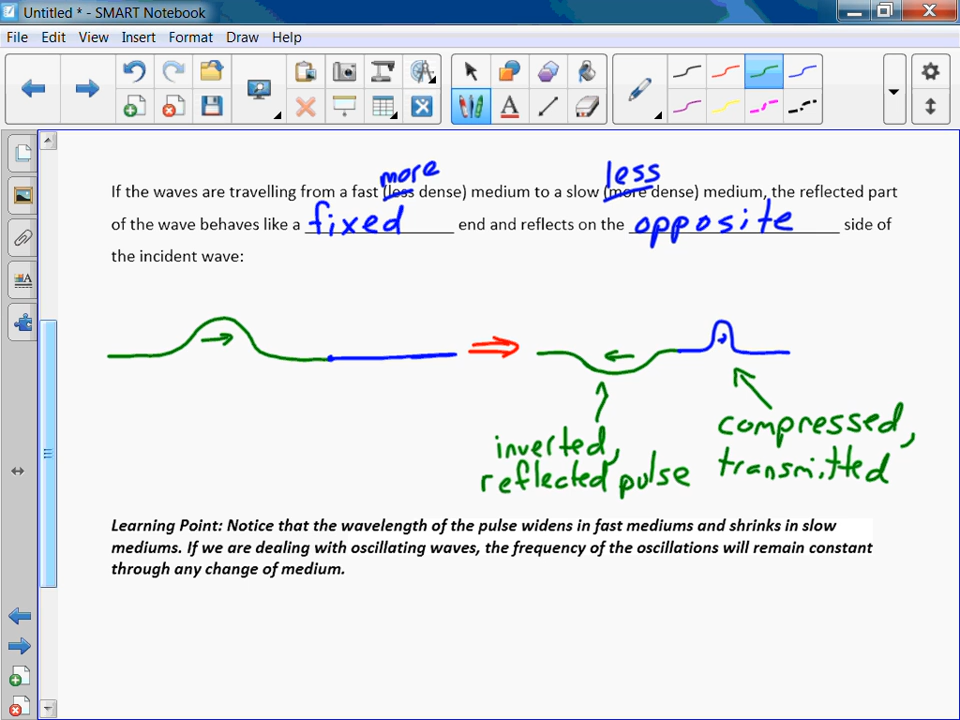 Untitled * - SMART Notebook
File Edit View Insert Format Draw Help
more less
If the waves are travelling from a fast (less dense) medium to a slow (more dense) medium, the reflected part
of the wave behaves like a fixed end and reflects on the opposite side of
the incident wave:
inverted,
reflected pulse
compressed,
transmitted
Learning Point: Notice that the wavelength of the pulse widens in fast mediums and shrinks in slow
mediums. If we are dealing with oscillating waves, the frequency of the oscillations will remain constant
through any change of medium.